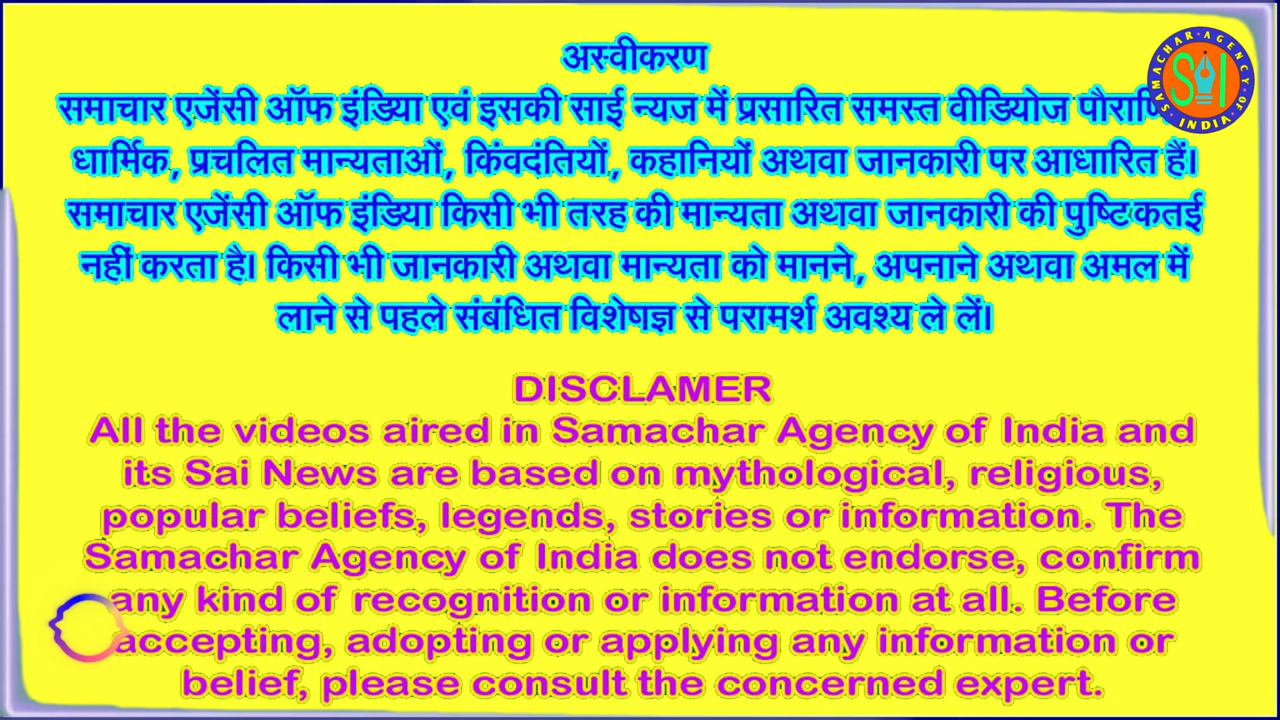 अस्वीकरण
समाचार एजेंसी ऑफ इंडिया एवं इसकी साई न्यज में प्रसारित समस्त वीडियोज
धार्मिक, प्रचलित मान्यताओं, किंवदंतियों, कहानियों अथवा जानकारी पर आधारित हैं।
समाचार एजेंसी ऑफ इंडिया किसी भी तरह की मान्यता अथवा जानकारी की पुष्टि कतई
नहीं करता है। किसी भी जानकारी अथवा मान्यता को मानने, अपनाने अथवा अमल में
लाने से पहले संबंधित विशेषज्ञ से परामर्श अवश्य ले लें।
SAMACHAR AGENCY OF INDIA
SAI
DISCLAMER
All the videos aired in Samachar Agency of India and
its Sai News are based on mythological, religious,
popular beliefs, legends, stories or information. The
Samachar Agency of India does not endorse, confirm
any kind of recognition or information at all. Before
accepting, adopting or applying any information or
belief, please consult the concerned expert.